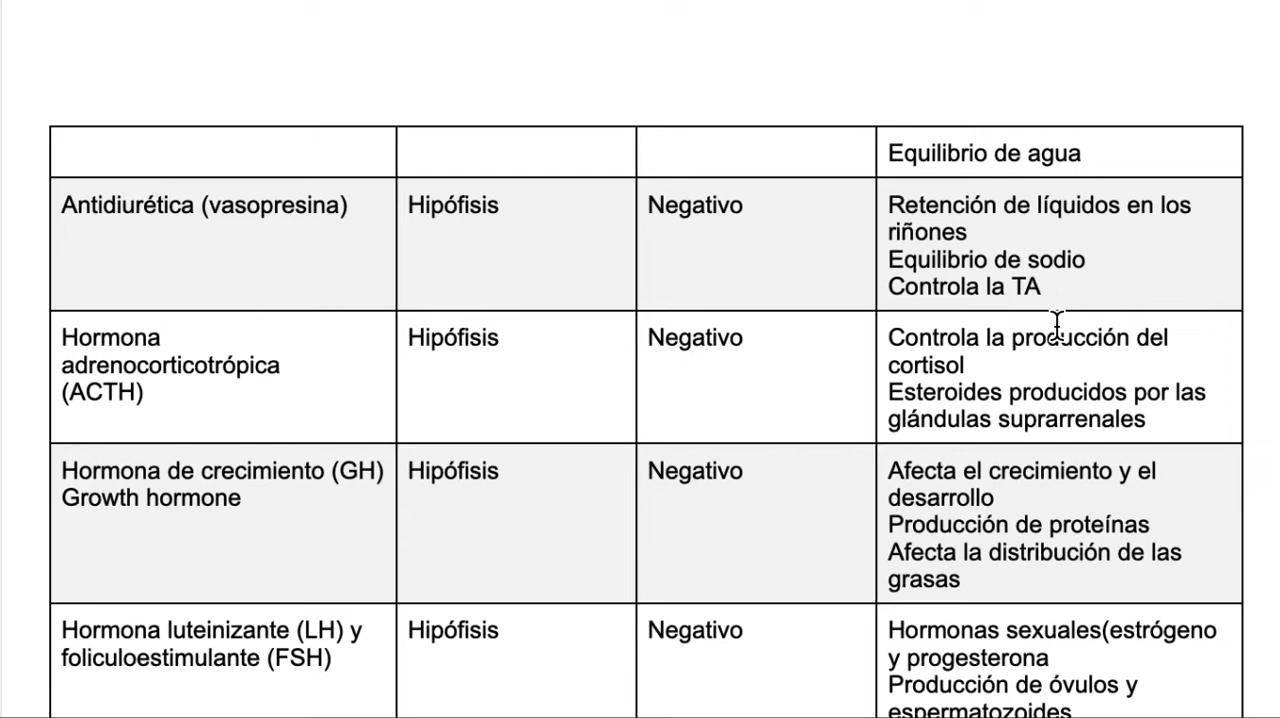 Equilibrio de agua
Antidiurética (vasopresina)
Hipófisis
Negativo
Retención de líquidos en los
riñones
Equilibrio de sodio
Controla la TA
Hormona
adrenocorticotrópica
(ACTH)
Hipófisis
Negativo
Controla la producción del
cortisol
Esteroides producidos por las
glándulas suprarrenales
Hormona de crecimiento (GH)
Growth hormone
Hipófisis
Negativo
Afecta el crecimiento y el
desarrollo
Producción de proteínas
Afecta la distribución de las
grasas
Hormona luteinizante (LH) y
foliculoestimulante (FSH)
Hipófisis
Negativo
Hormonas sexuales(estrógeno
y progesterona
Producción de óvulos y
espermatozoides